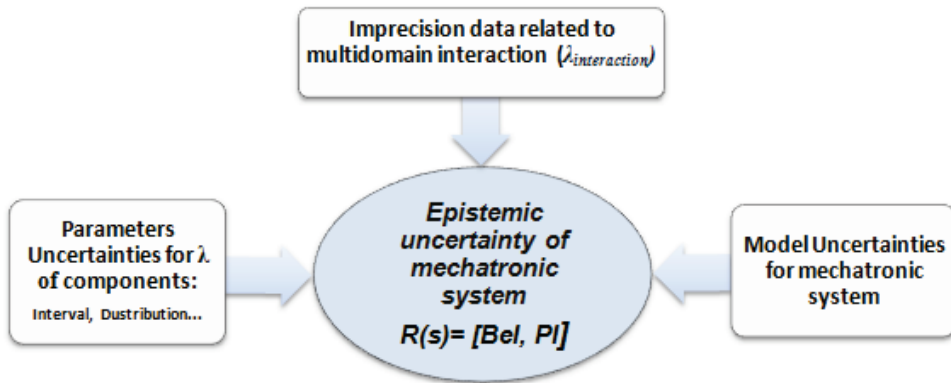 Imprecision data related to
multidomain interaction (λinteraction)
Parameters
Uncertainties for λ
of components:
Interval, Dustribution...
Epistemic
uncertainty of
mechatronic
system
R(s)= [Bel, Pl]
Model Uncertainties
for mechatronic
system